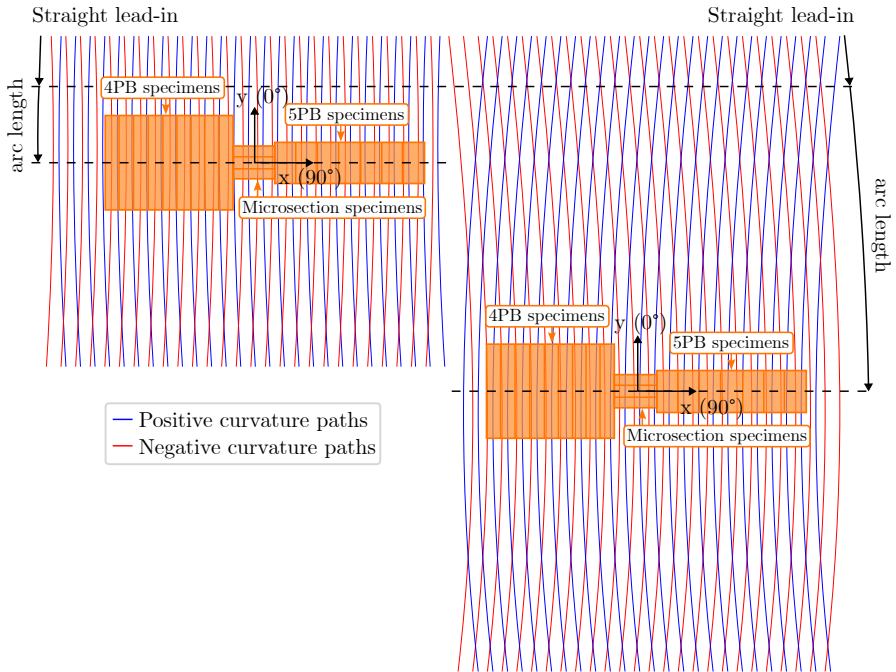 Straight lead-in
Straight lead-in
arc length
4PB specimens
y (0°)
5PB specimens
x (90°)
Microsection specimens
arc length
4PB specimens
y (0°)
5PB specimens
x (90°)
Microsection specimens
Positive curvature paths
Negative curvature paths